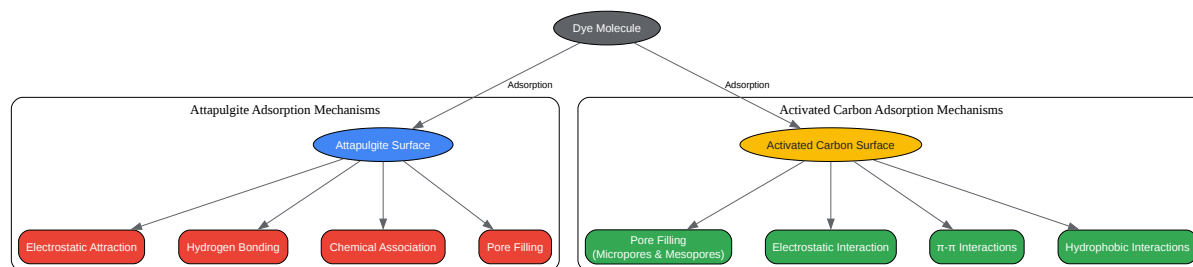 Dye Molecule
Adsorption
Adsorption
Attapulgite Adsorption Mechanisms
Attapulgite Surface
Electrostatic Attraction
Hydrogen Bonding
Chemical Association
Pore Filling
Activated Carbon Adsorption Mechanisms
Activated Carbon Surface
Pore Filling
(Micropores & Mesopores)
Electrostatic Interaction
π-π Interactions
Hydrophobic Interactions